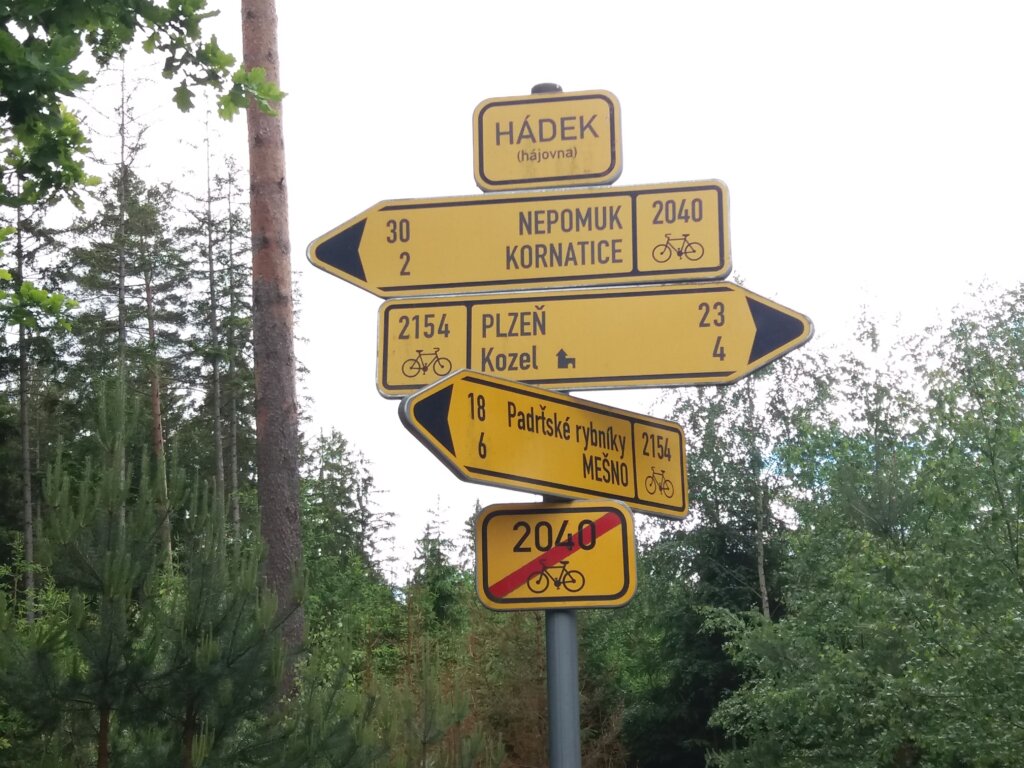 HÁDEK
(hájovna)
30 NEPOMUK 2040
2 KORNATICE
2154 PLZEŇ 23
Kozel 4
18 Padrťské rybníky 2154
6 MEŠNO
2040